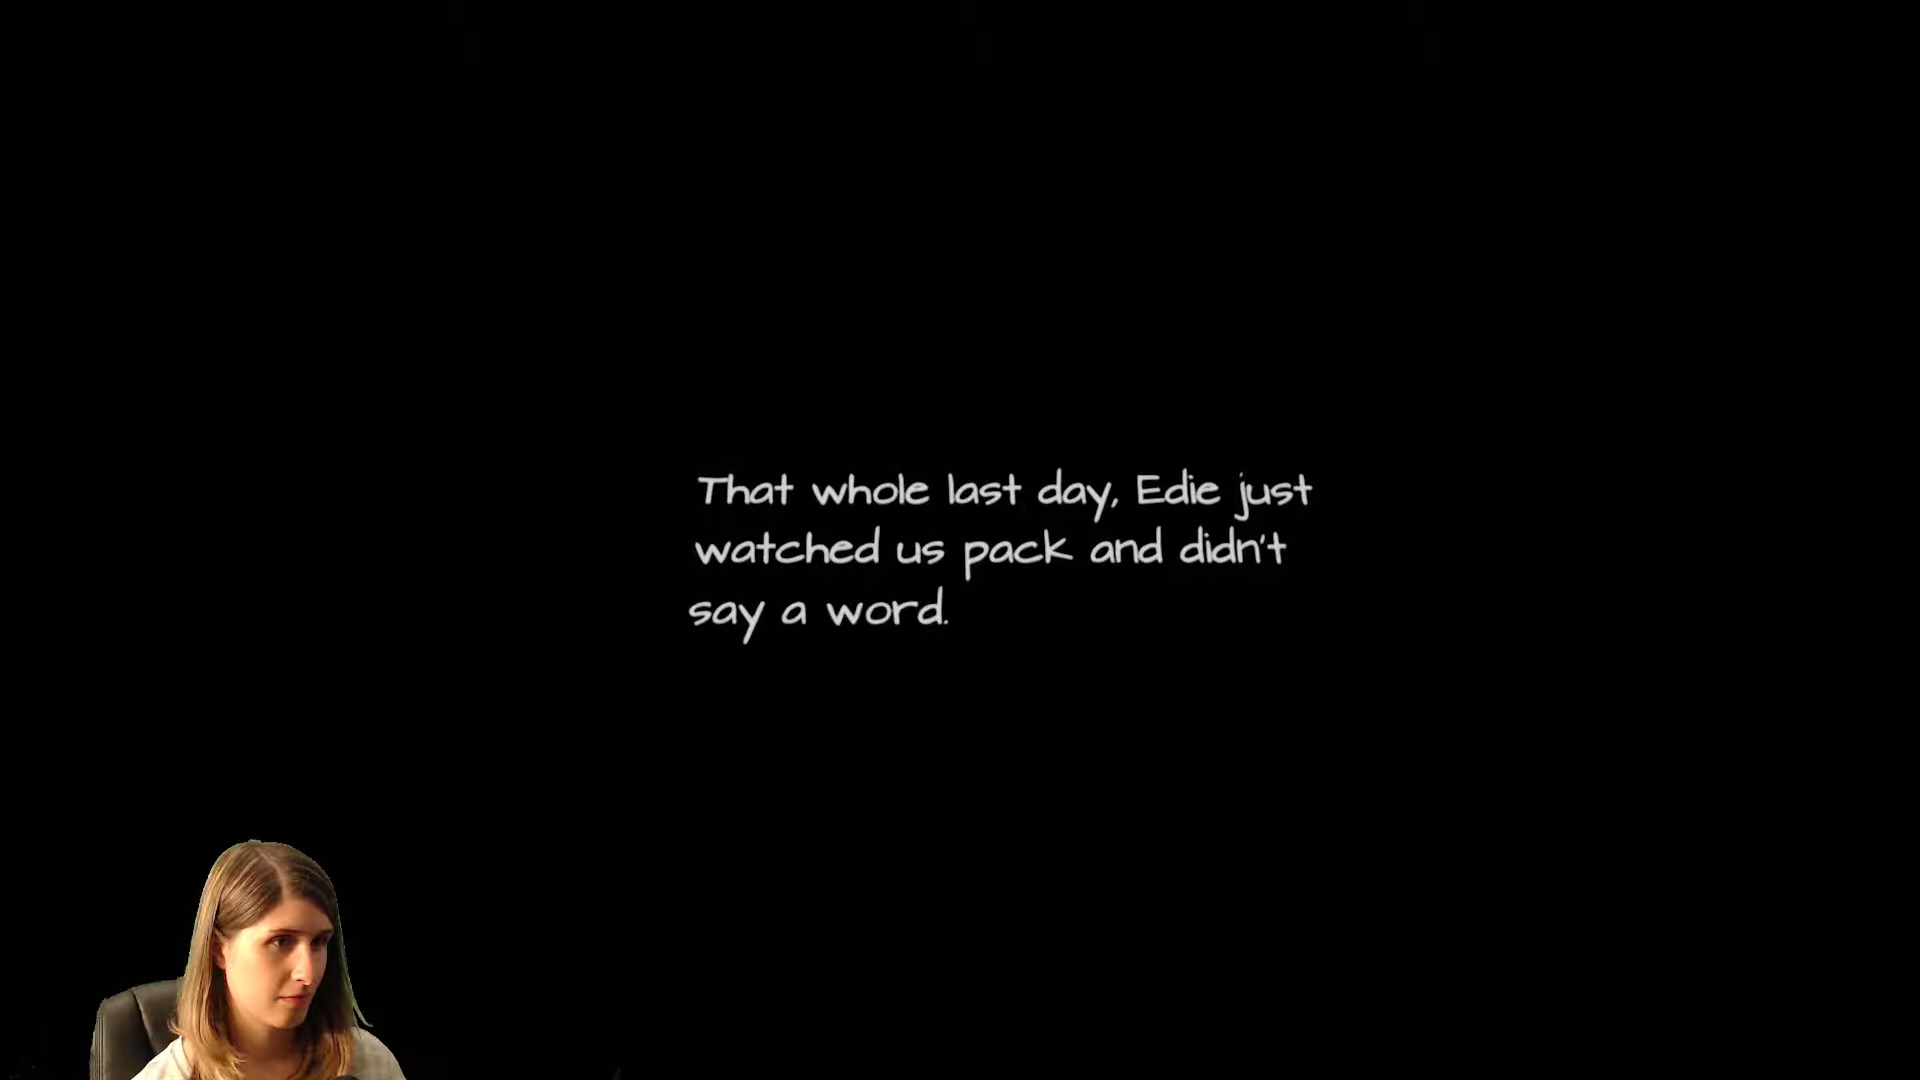 That whole last day, Edie just
watched us pack and didn't
say a word.